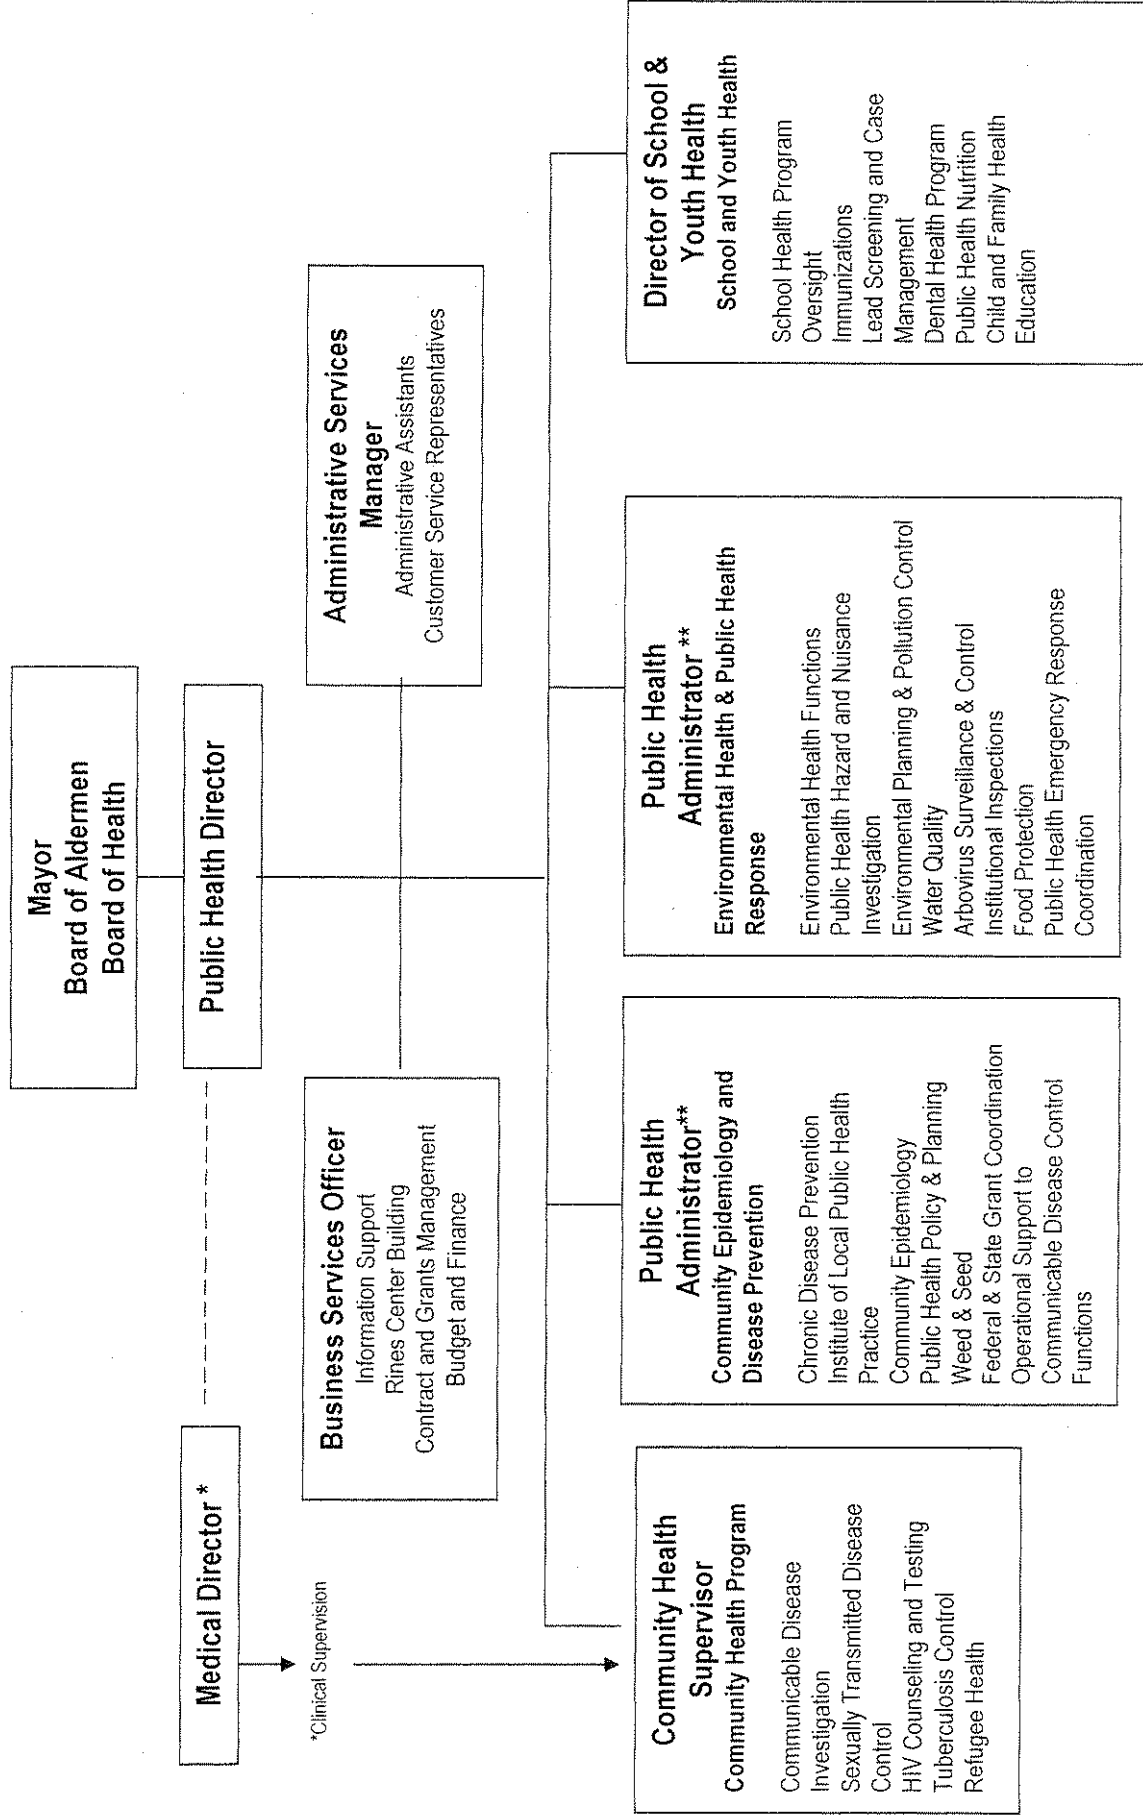 Mayor
Board of Aldermen
Board of Health
Public Health Director
Medical Director *
*Clinical Supervision
Business Services Officer
Information Support
Rines Center Building
Contract and Grants Management
Budget and Finance
Administrative Services
Manager
Administrative Assistants
Customer Service Representatives
Community Health
Supervisor
Community Health Program
Communicable Disease
Investigation
Sexually Transmitted Disease
Control
HIV Counseling and Testing
Tuberculosis Control
Refugee Health
Public Health
Administrator**
Community Epidemiology and
Disease Prevention
Chronic Disease Prevention
Institute of Local Public Health
Practice
Community Epidemiology
Public Health Policy & Planning
Weed & Seed
Federal & State Grant Coordination
Operational Support to
Communicable Disease Control
Functions
Public Health
Administrator **
Environmental Health & Public Health
Response
Environmental Health Functions
Public Health Hazard and Nuisance
Investigation
Environmental Planning & Pollution Control
Water Quality
Arbovirus Surveillance & Control
Institutional Inspections
Food Protection
Public Health Emergency Response
Coordination
Director of School &
Youth Health
School and Youth Health
School Health Program
Oversight
Immunizations
Lead Screening and Case
Management
Dental Health Program
Public Health Nutrition
Child and Family Health
Education